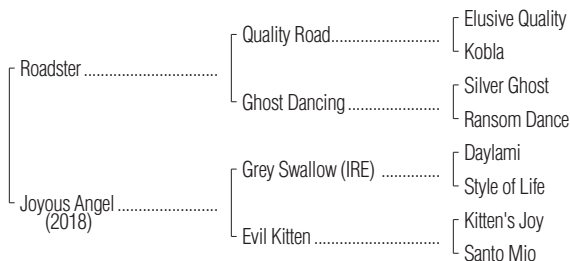 Elusive Quality
Quality Road
Kobla
Roadster
Silver Ghost
Ghost Dancing
Ransom Dance
Daylami
Grey Swallow (IRE)
Style of Life
Joyous Angel
(2018)
Kitten's Joy
Evil Kitten
Santo Mio